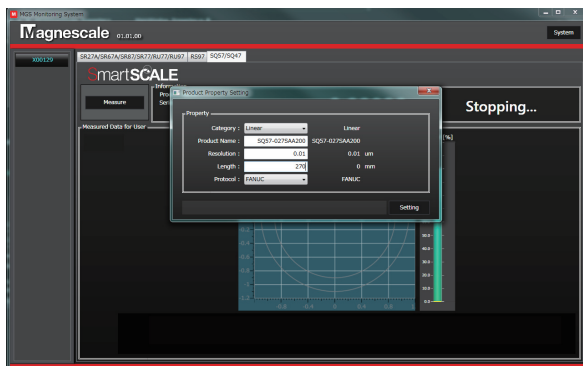 MGS Monitoring System
Magnescale 01.01.00
System
X00129
SR27A/SR67A/SR87/SR77/RU77/RU97 RS97 SQ57/SQ47
SmartSCALE
Measure
Stopping...
Measured Data for User
Product Property Setting
Property
Category : Linear Linear
Product Name : SQ57-027SAA200 SQ57-027SAA200
Resolution : 0.01 0.01 um
Length : 270 0 mm
Protocol : FANUC FANUC
Setting
[%]